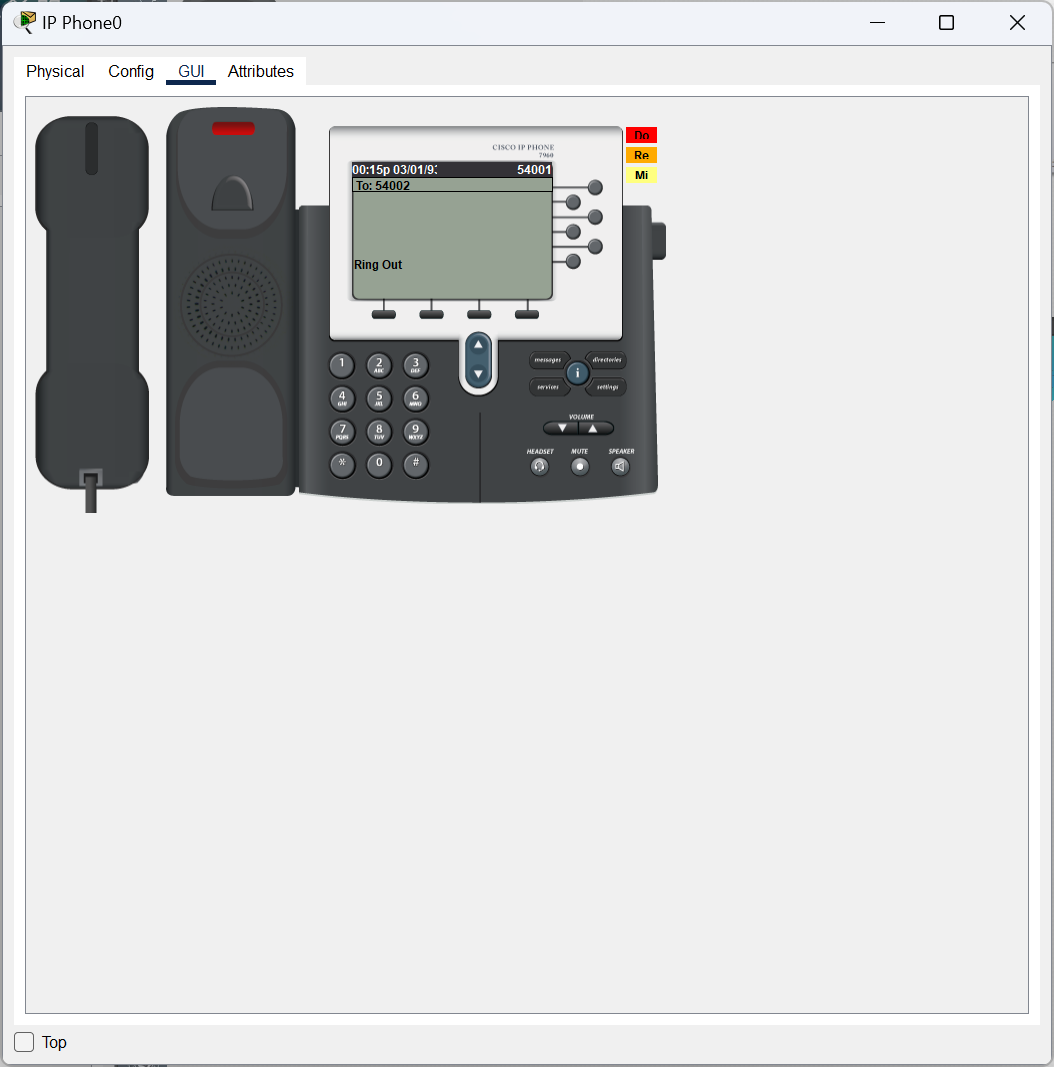 IP Phone0
Physical Config GUI Attributes
CISCO IP PHONE
7960
Do
Re
Mi
00:15p 03/01/93 54001
To: 54002
Ring Out
1 2 ABC 3 DEF
4 GHI 5 JKL 6 MNO
7 PQRS 8 TUV 9 WXYZ
* 0 #
messages directories
i
services settings
VOLUME
HEADSET MUTE SPEAKER
Top